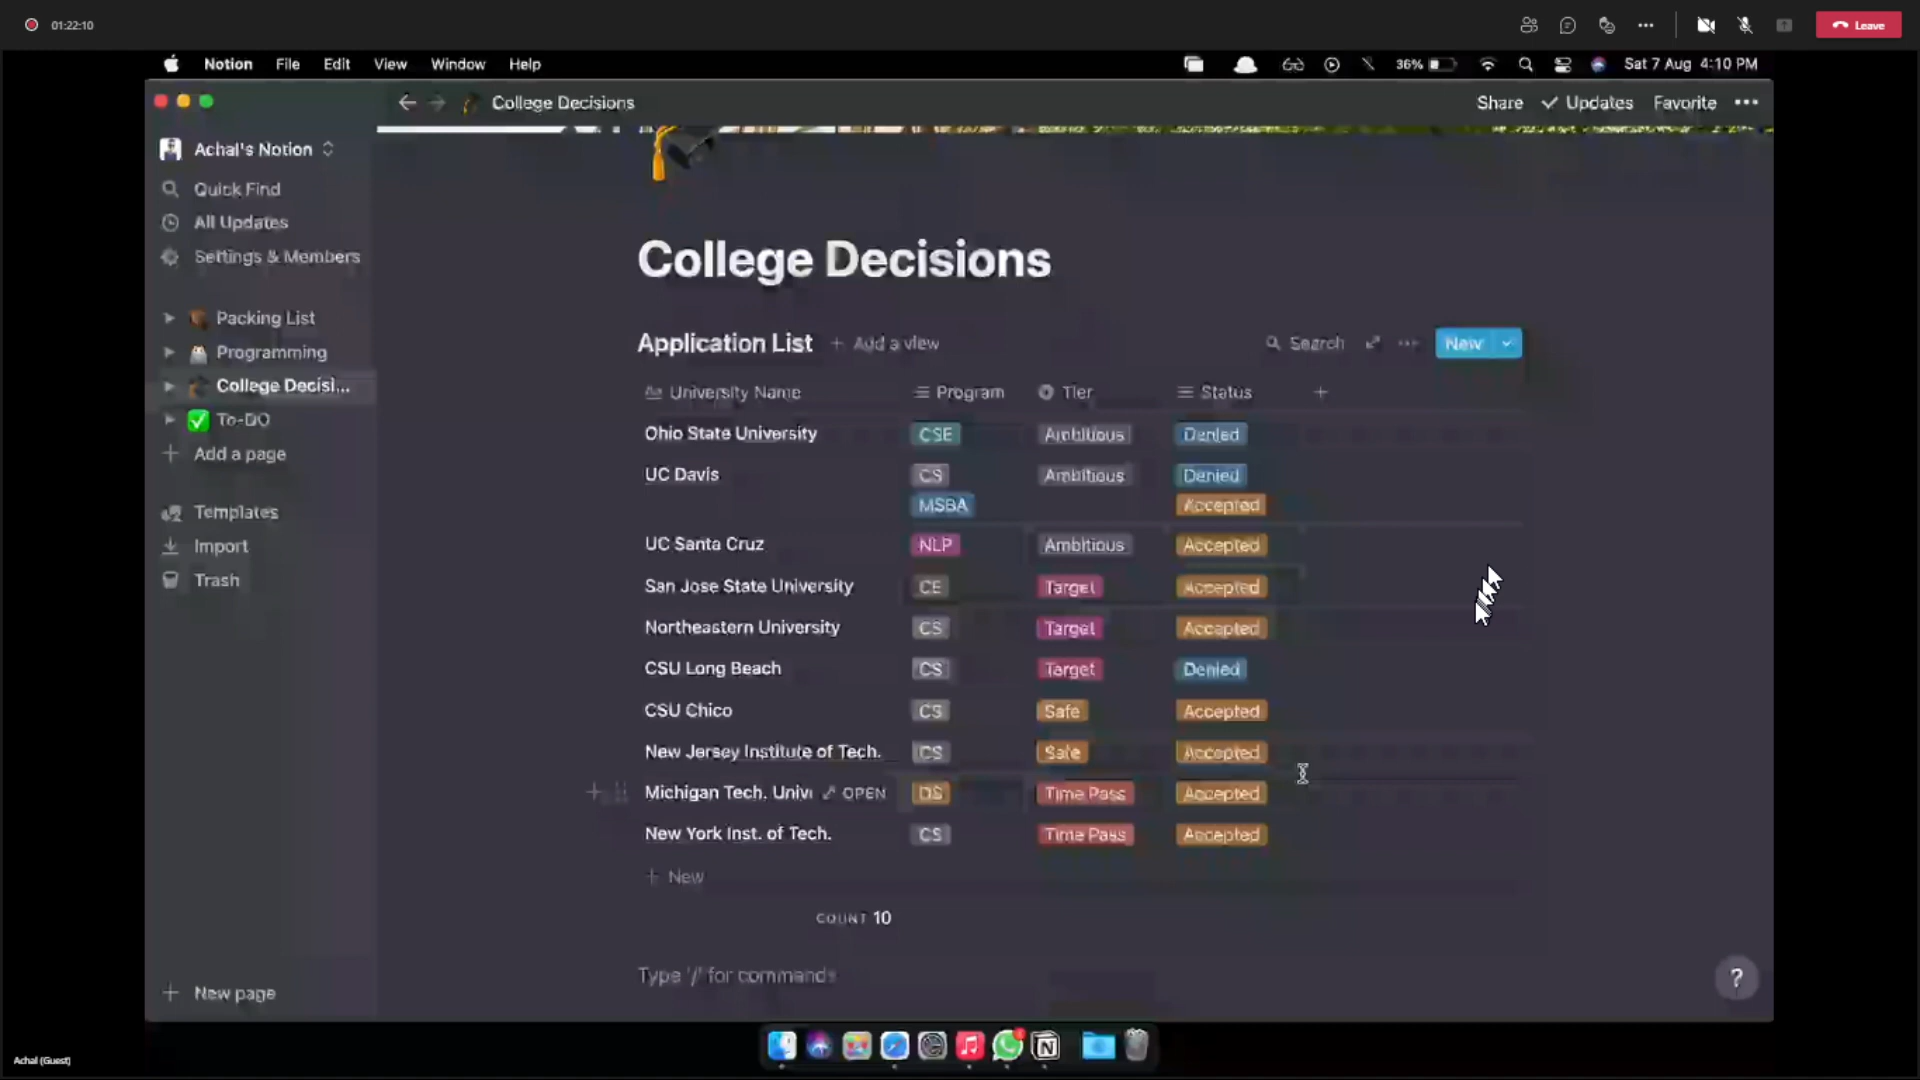 01:22:10
Leave
Notion File Edit View Window Help
36%
Sat 7 Aug 4:10 PM
College Decisions
Share Updates Favorite
Achal's Notion
Quick Find
All Updates
Settings & Members
Packing List
Programming
College Decisi...
To-DO
Add a page
Templates
Import
Trash
New page
College Decisions
Application List + Add a view Search New
University Name Program Tier Status +
Ohio State University CSE Ambitious Denied
UC Davis CS Ambitious Denied
MSBA Accepted
UC Santa Cruz NLP Ambitious Accepted
San Jose State University CE Target Accepted
Northeastern University CS Target Accepted
CSU Long Beach CS Target Denied
CSU Chico CS Safe Accepted
New Jersey Institute of Tech. CS Safe Accepted
Michigan Tech. Univ OPEN DS Time Pass Accepted
New York Inst. of Tech. CS Time Pass Accepted
+ New
COUNT 10
Type '/' for commands
?
Achal (Guest)